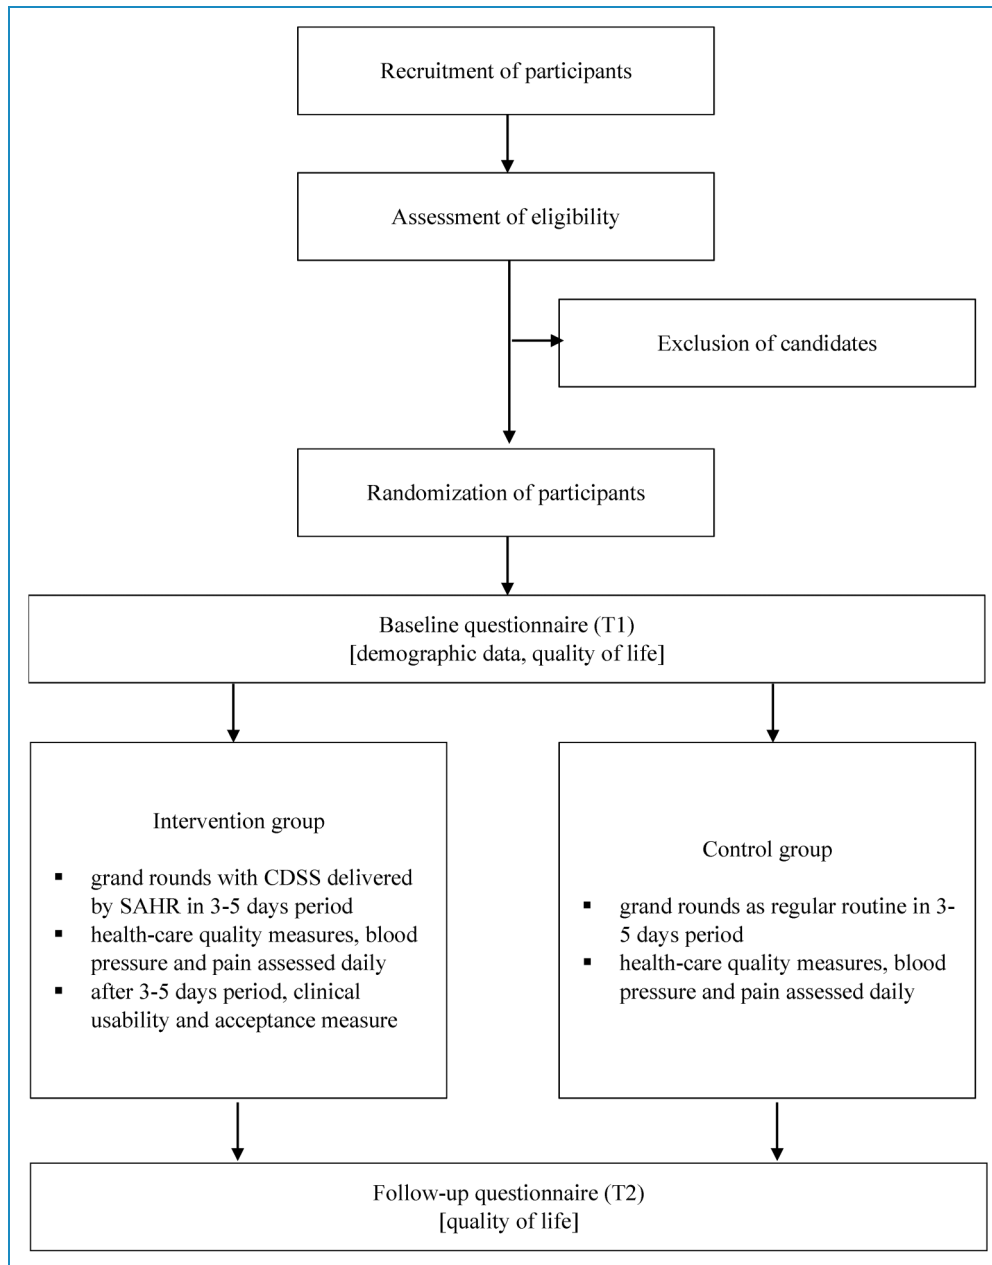 Recruitment of participants
Assessment of eligibility
Exclusion of candidates
Randomization of participants
Baseline questionnaire (T1)
[demographic data, quality of life]
Intervention group
▪ grand rounds with CDSS delivered
by SAHR in 3-5 days period
▪ health-care quality measures, blood
pressure and pain assessed daily
▪ after 3-5 days period, clinical
usability and acceptance measure
Control group
▪ grand rounds as regular routine in 3-
5 days period
▪ health-care quality measures, blood
pressure and pain assessed daily
Follow-up questionnaire (T2)
[quality of life]